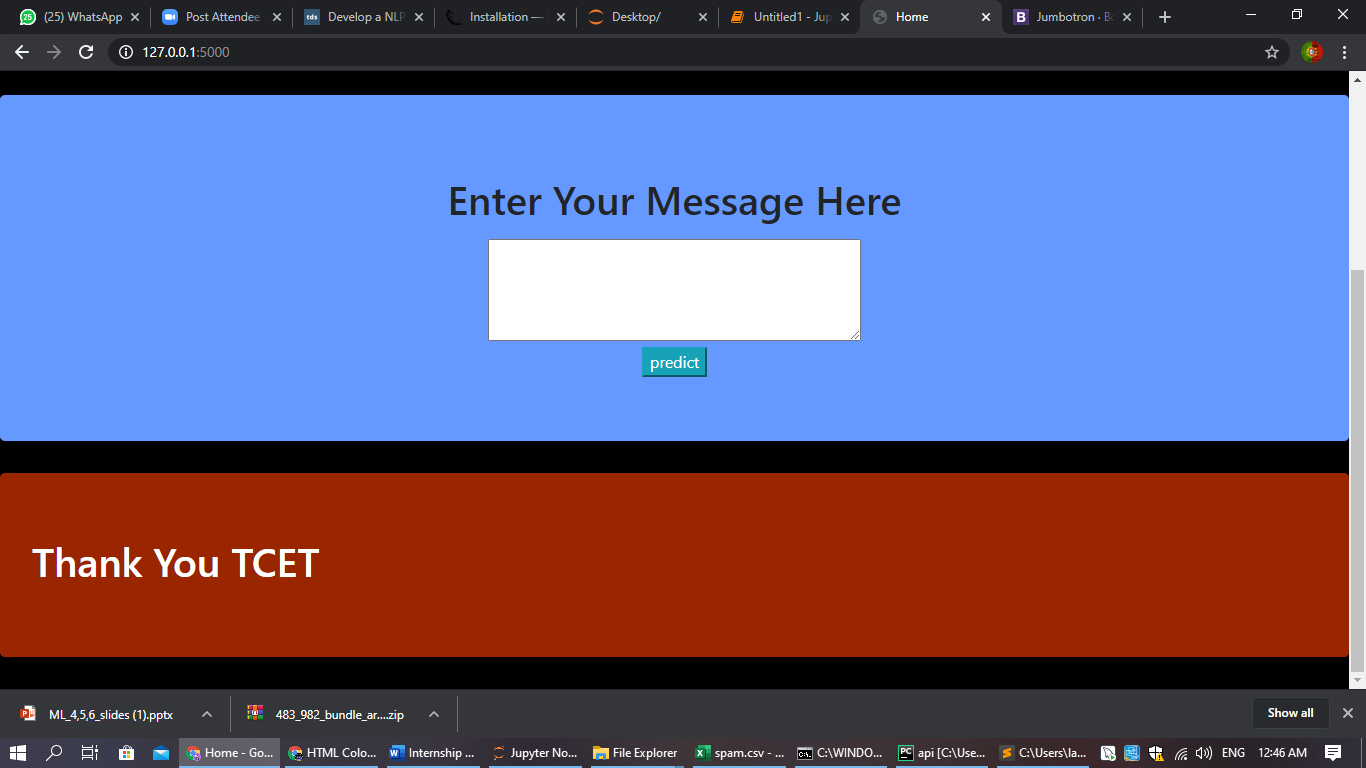 (25) WhatsApp
Post Attendee
Develop a NLP
Installation —
Desktop/
Untitled1 - Jup
Home
Jumbotron · Bo
127.0.0.1:5000
Enter Your Message Here
predict
Thank You TCET
ML_4,5,6_slides (1).pptx
483_982_bundle_ar....zip
Show all
Home - Go...
HTML Colo...
Internship ...
Jupyter No...
File Explorer
spam.csv - ...
C:\WINDO...
api [C:\Use...
C:\Users\la...
ENG
12:46 AM